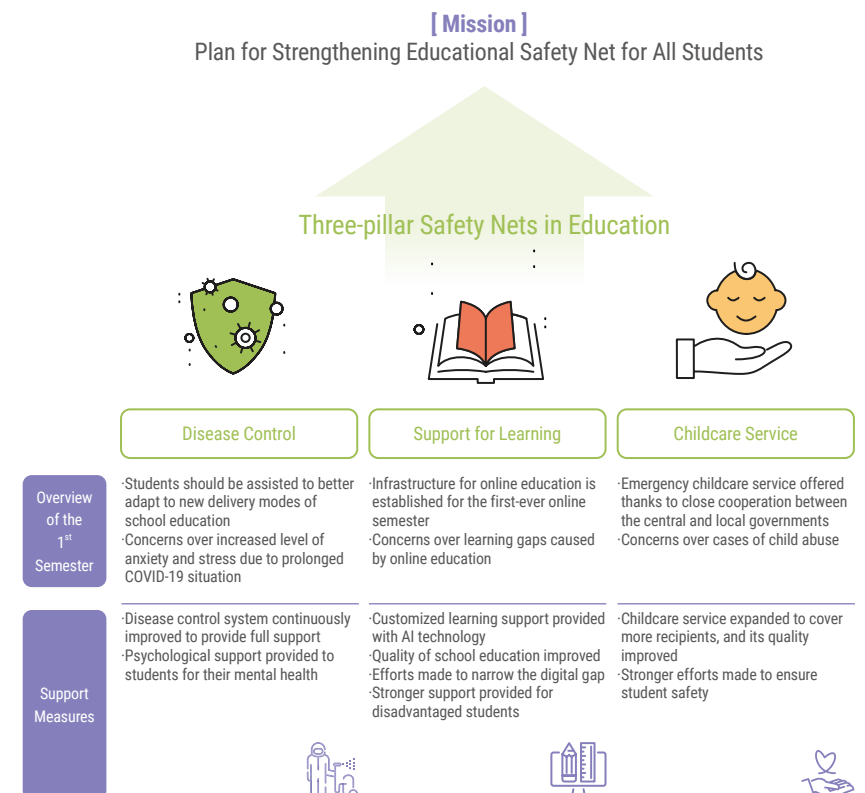 [ Mission ]
Plan for Strengthening Educational Safety Net for All Students
Three-pillar Safety Nets in Education
Disease Control
Support for Learning
Childcare Service
Overview
of the
1st
Semester
·Students should be assisted to better
adapt to new delivery modes of
school education
·Concerns over increased level of
anxiety and stress due to prolonged
COVID-19 situation
·Infrastructure for online education is
established for the first-ever online
semester
·Concerns over learning gaps caused
by online education
·Emergency childcare service offered
thanks to close cooperation between
the central and local governments
·Concerns over cases of child abuse
Support
Measures
·Disease control system continuously
improved to provide full support
·Psychological support provided to
students for their mental health
·Customized learning support provided
with AI technology
·Quality of school education improved
·Efforts made to narrow the digital gap
·Stronger support provided for
disadvantaged students
·Childcare service expanded to cover
more recipients, and its quality
improved
·Stronger efforts made to ensure
student safety